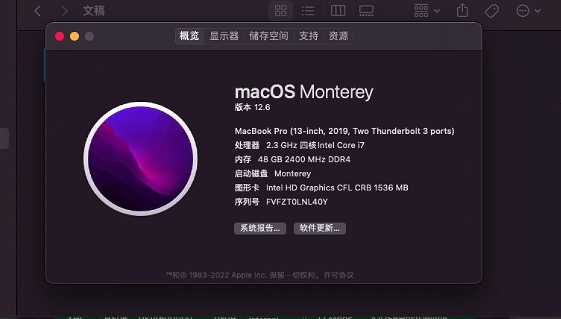 文稿
概览 显示器 储存空间 支持 资源
macOS Monterey
版本 12.6
MacBook Pro (13-inch, 2019, Two Thunderbolt 3 ports)
处理器 2.3 GHz 四核Intel Core i7
内存 48 GB 2400 MHz DDR4
启动磁盘 Monterey
图形卡 Intel HD Graphics CFL CRB 1536 MB
序列号 FVFZT0LNL40Y
系统报告... 软件更新...
™和© 1983-2022 Apple Inc. 保留一切权利。许可协议